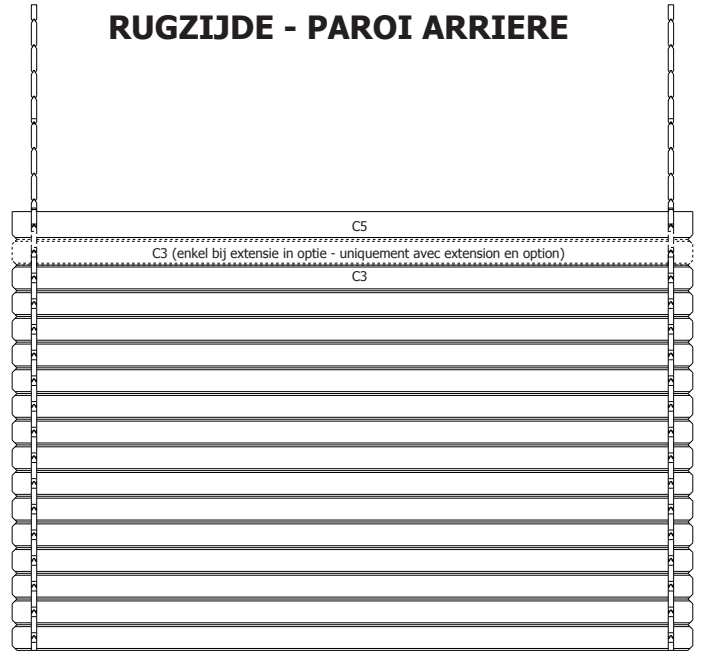 RUGZIJDE - PAROI ARRIERE
C5
C3 (enkel bij extensie in optie - uniquement avec extension en option)
C3